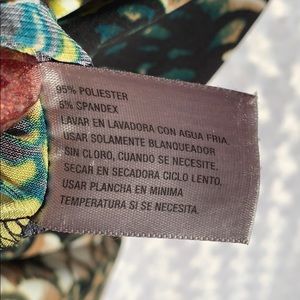 95% POLIESTER
5% SPANDEX
LAVAR EN LAVADORA CON AGUA FRIA.
USAR SOLAMENTE BLANQUEADOR
SIN CLORO, CUANDO SE NECESITE.
SECAR EN SECADORA CICLO LENTO.
USAR PLANCHA EN MINIMA
TEMPERATURA SI SE NECESITA.